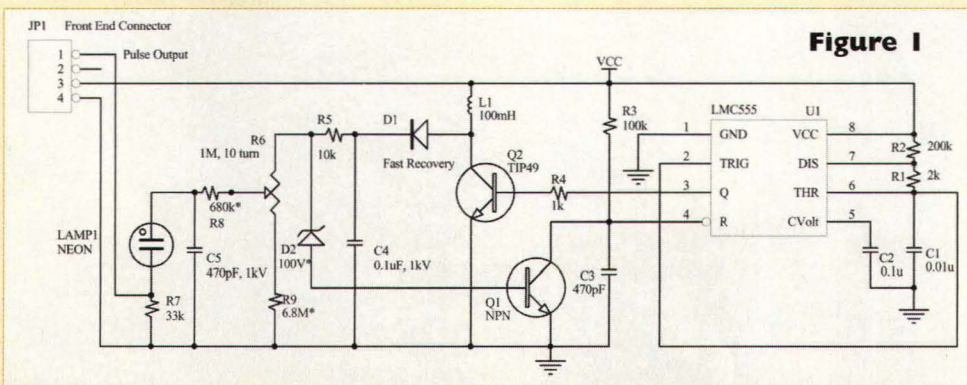 JP1 Front End Connector
Figure 1
1
2
3
4
Pulse Output
VCC
L1
100mH
R3
100k
LMC555
U1
R5
10k
D1
Fast Recovery
R6
1M, 10 turn
Q2
TIP49
R4
1k
1
GND
VCC
8
2
TRIG
DIS
7
3
Q
THR
6
4
R
CVolt
5
R2
200k
R1
2k
680k*
R8
LAMP1
NEON
C5
470pF, 1kV
D2
100V*
C4
0.1uF, 1kV
C3
470pF
C2
0.1u
C1
0.01u
R7
33k
R9
6.8M*
Q1
NPN